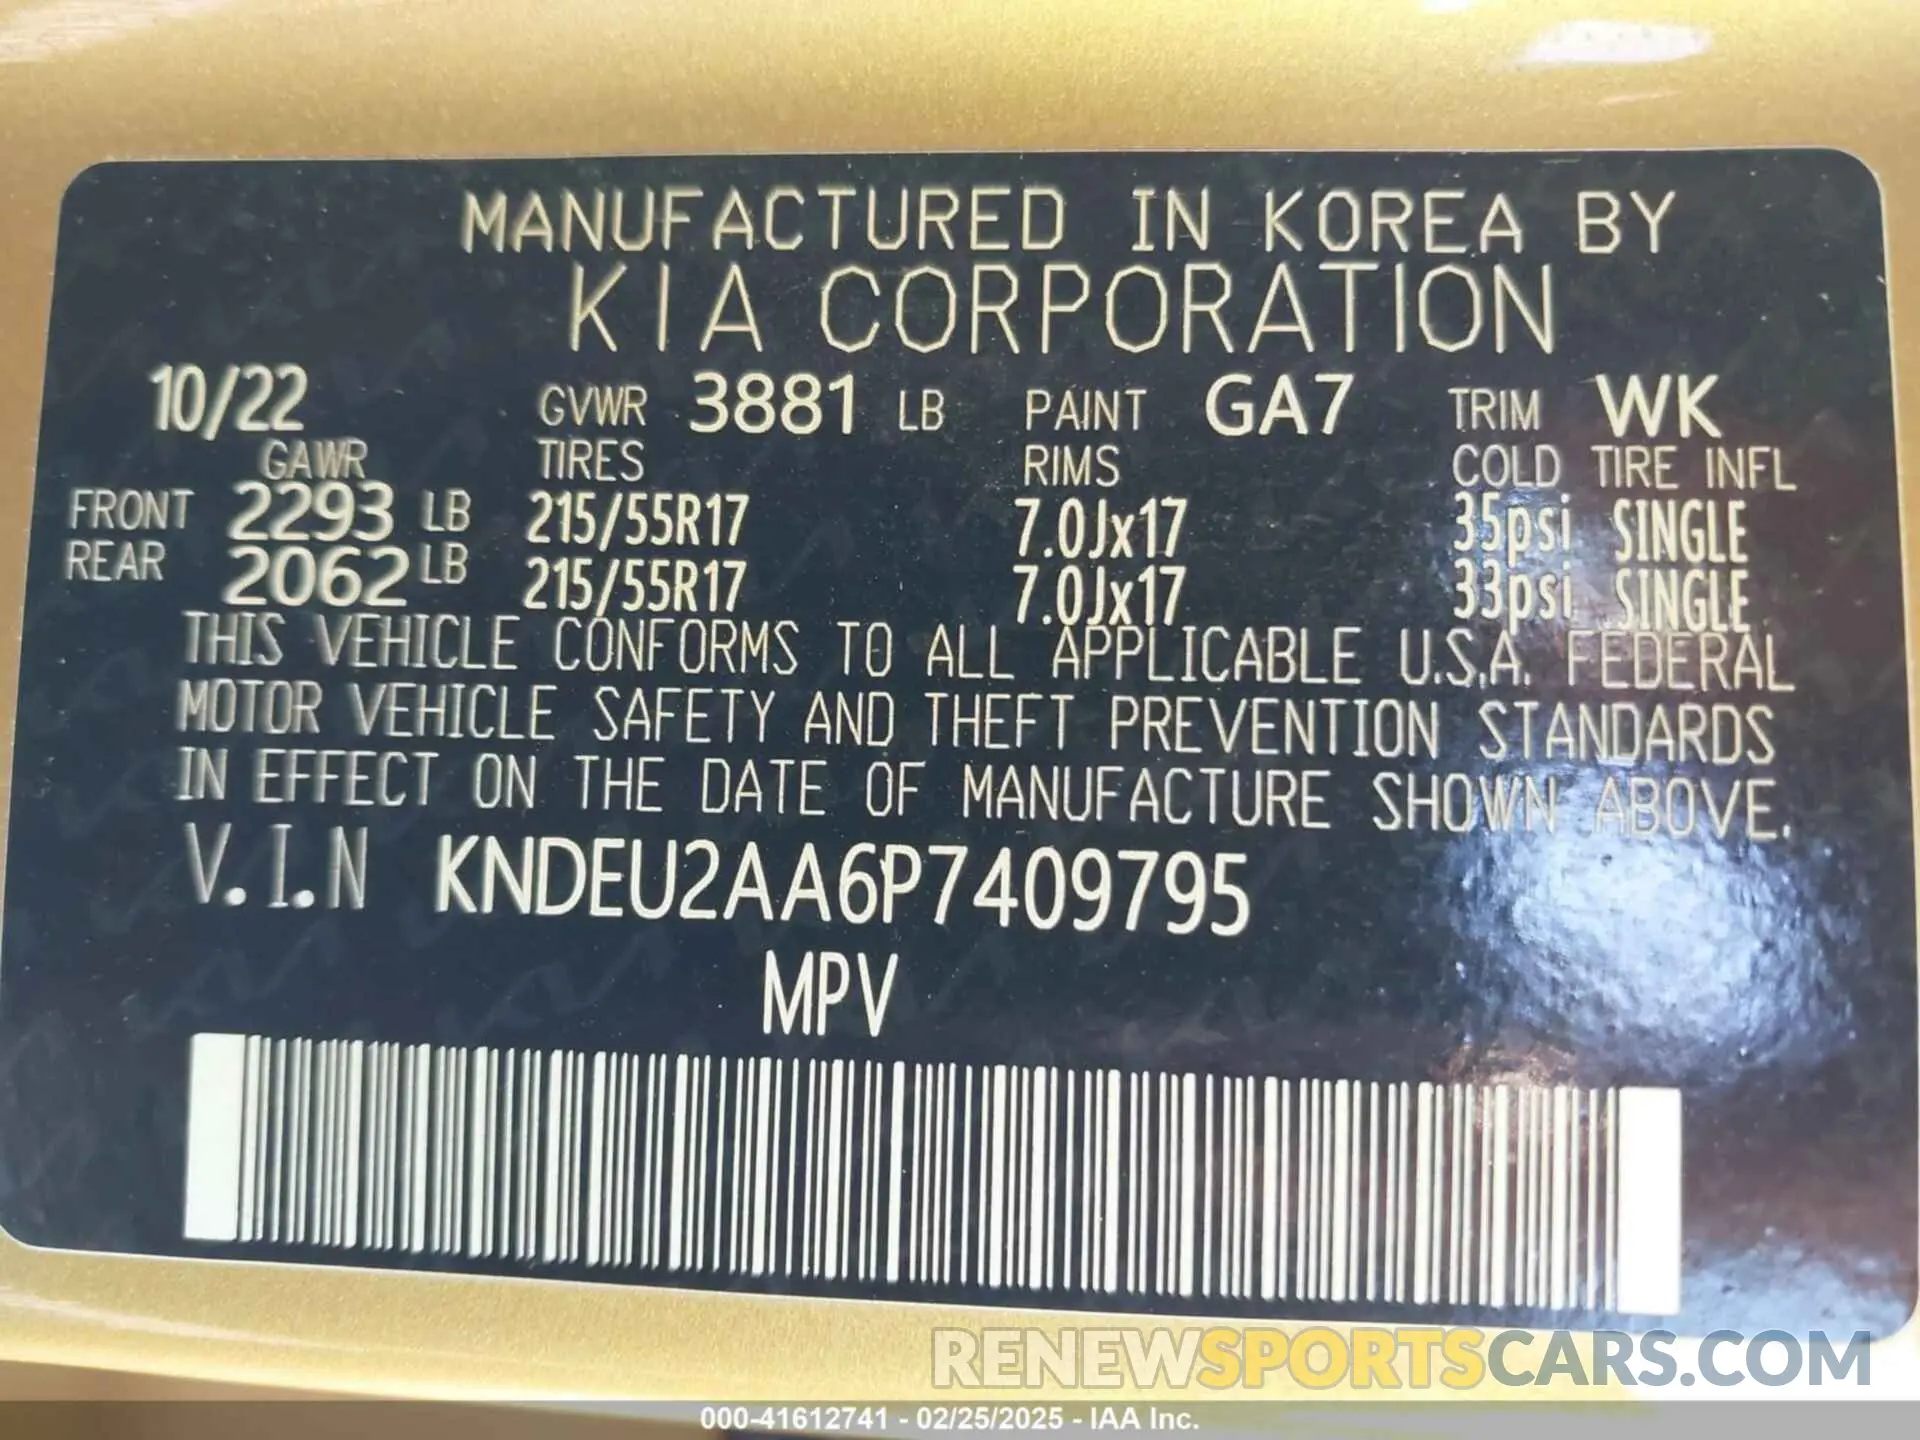 MANUFACTURED IN KOREA BY
KIA CORPORATION
10/22 GVWR 3881 LB PAINT GA7 TRIM WK
GAWR TIRES RIMS COLD TIRE INFL
FRONT 2293 LB 215/55R17 7.0Jx17 35psi SINGLE
REAR 2062 LB 215/55R17 7.0Jx17 33psi SINGLE
THIS VEHICLE CONFORMS TO ALL APPLICABLE U.S.A. FEDERAL
MOTOR VEHICLE SAFETY AND THEFT PREVENTION STANDARDS
IN EFFECT ON THE DATE OF MANUFACTURE SHOWN ABOVE.
V.I.N KNDEU2AA6P7409795
MPV
RENEWSPORTSCARS.COM
000-41612741 - 02/25/2025 - IAA Inc.